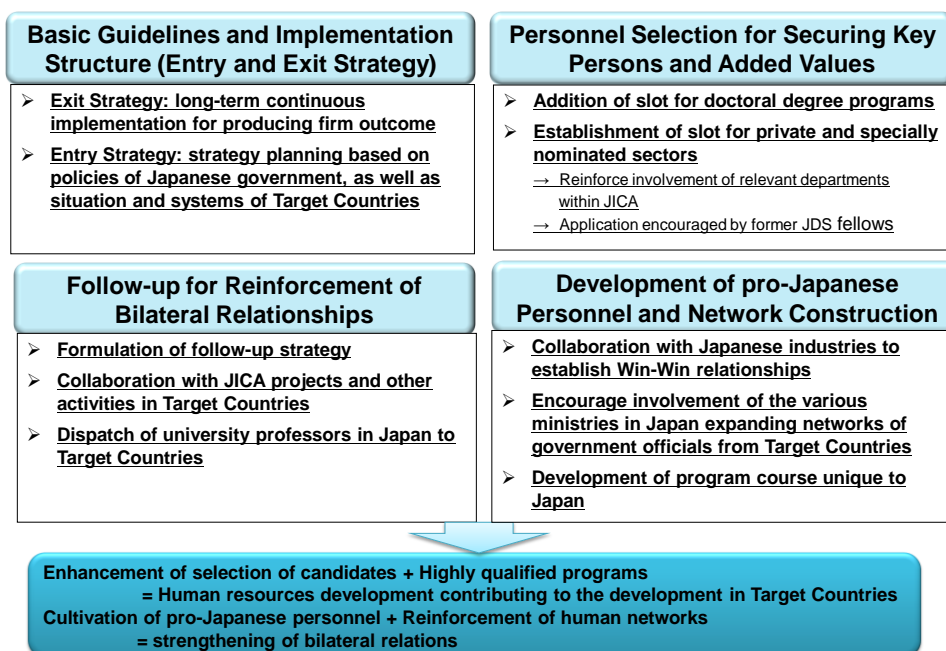 Basic Guidelines and Implementation
Structure (Entry and Exit Strategy)
➢ Exit Strategy: long-term continuous
implementation for producing firm outcome
➢ Entry Strategy: strategy planning based on
policies of Japanese government, as well as
situation and systems of Target Countries
Personnel Selection for Securing Key
Persons and Added Values
➢ Addition of slot for doctoral degree programs
➢ Establishment of slot for private and specially
nominated sectors
→ Reinforce involvement of relevant departments
within JICA
→ Application encouraged by former JDS fellows
Follow-up for Reinforcement of
Bilateral Relationships
➢ Formulation of follow-up strategy
➢ Collaboration with JICA projects and other
activities in Target Countries
➢ Dispatch of university professors in Japan to
Target Countries
Development of pro-Japanese
Personnel and Network Construction
➢ Collaboration with Japanese industries to
establish Win-Win relationships
➢ Encourage involvement of the various
ministries in Japan expanding networks of
government officials from Target Countries
➢ Development of program course unique to
Japan
Enhancement of selection of candidates + Highly qualified programs
= Human resources development contributing to the development in Target Countries
Cultivation of pro-Japanese personnel + Reinforcement of human networks
= strengthening of bilateral relations